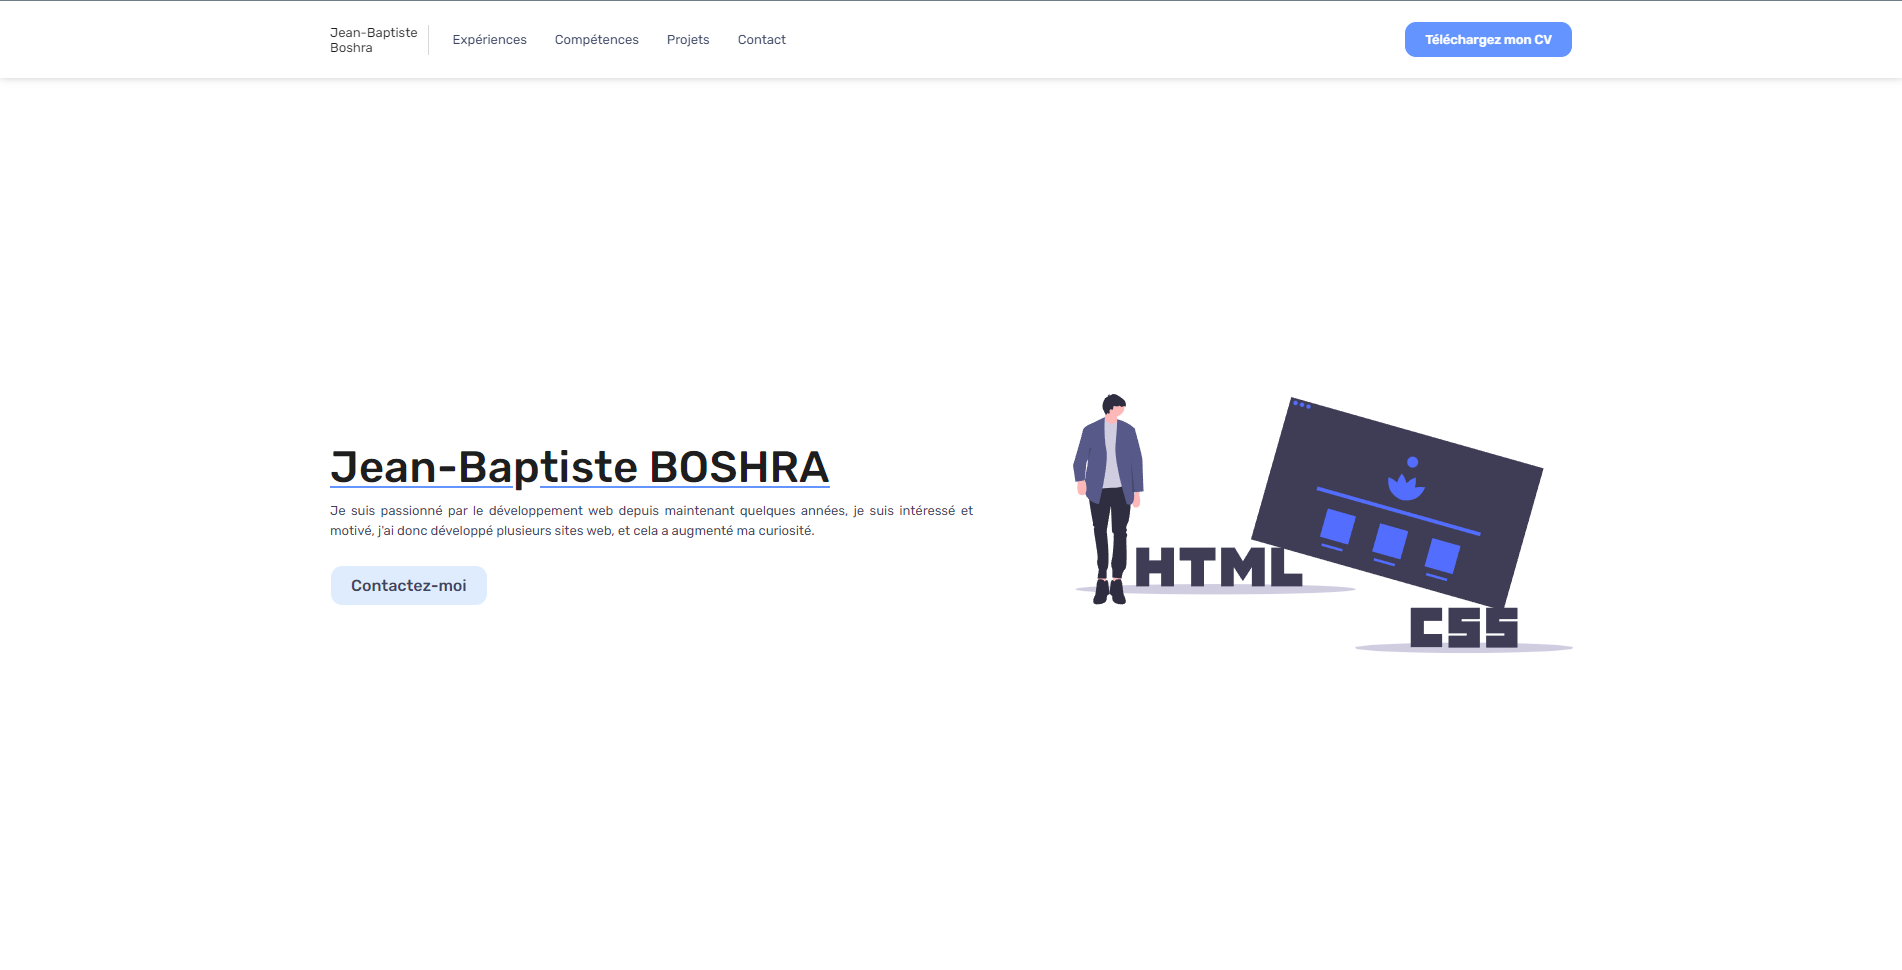 Jean-Baptiste
Boshra
Expériences
Compétences
Projets
Contact
Téléchargez mon CV
Jean-Baptiste BOSHRA
Je suis passionné par le développement web depuis maintenant quelques années, je suis intéressé et
motivé, j'ai donc développé plusieurs sites web, et cela a augmenté ma curiosité.
Contactez-moi
HTML
CSS